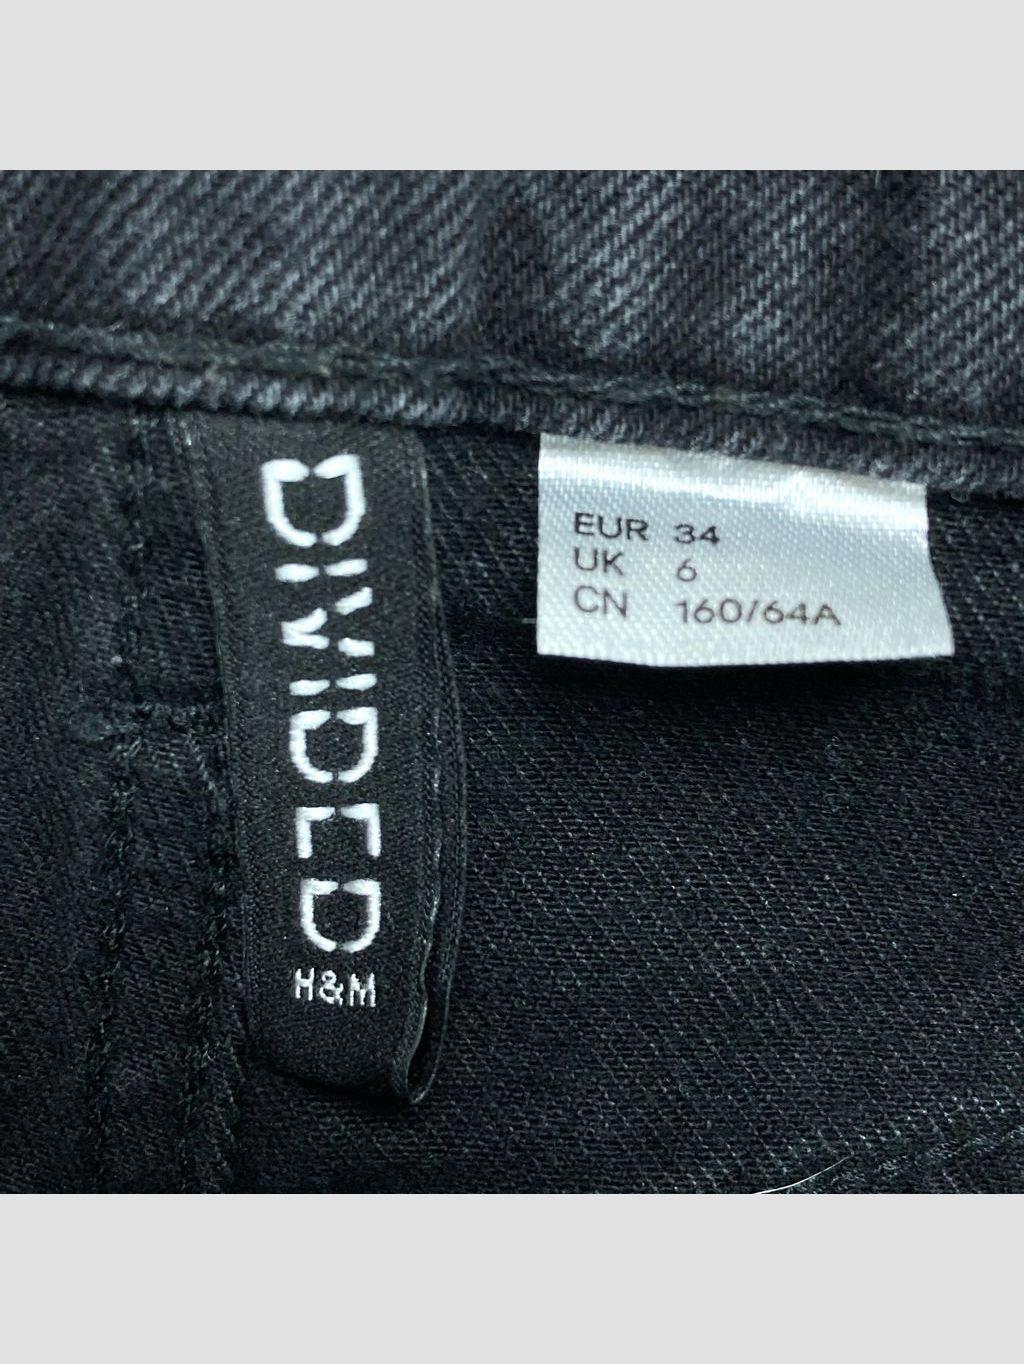 DIVIDED
H&M
EUR 34
UK 6
CN 160/64A